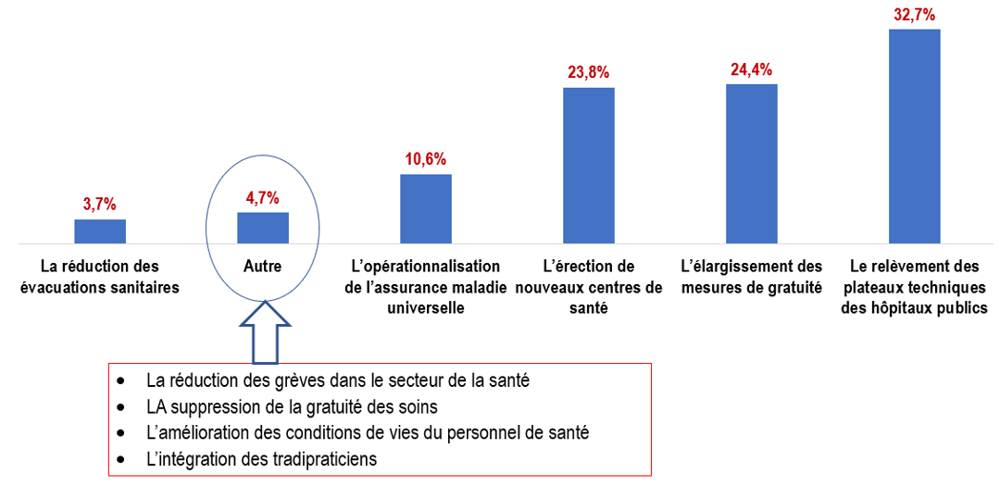 32,7%
24,4%
23,8%
10,6%
4,7%
3,7%
La réduction des
évacuations sanitaires
Autre
L’opérationnalisation
de l’assurance maladie
universelle
L’érection de
nouveaux centres de
santé
L’élargissement des
mesures de gratuité
Le relèvement des
plateaux techniques
des hôpitaux publics
• La réduction des grèves dans le secteur de la santé
• LA suppression de la gratuité des soins
• L’amélioration des conditions de vies du personnel de santé
• L’intégration des tradipraticiens